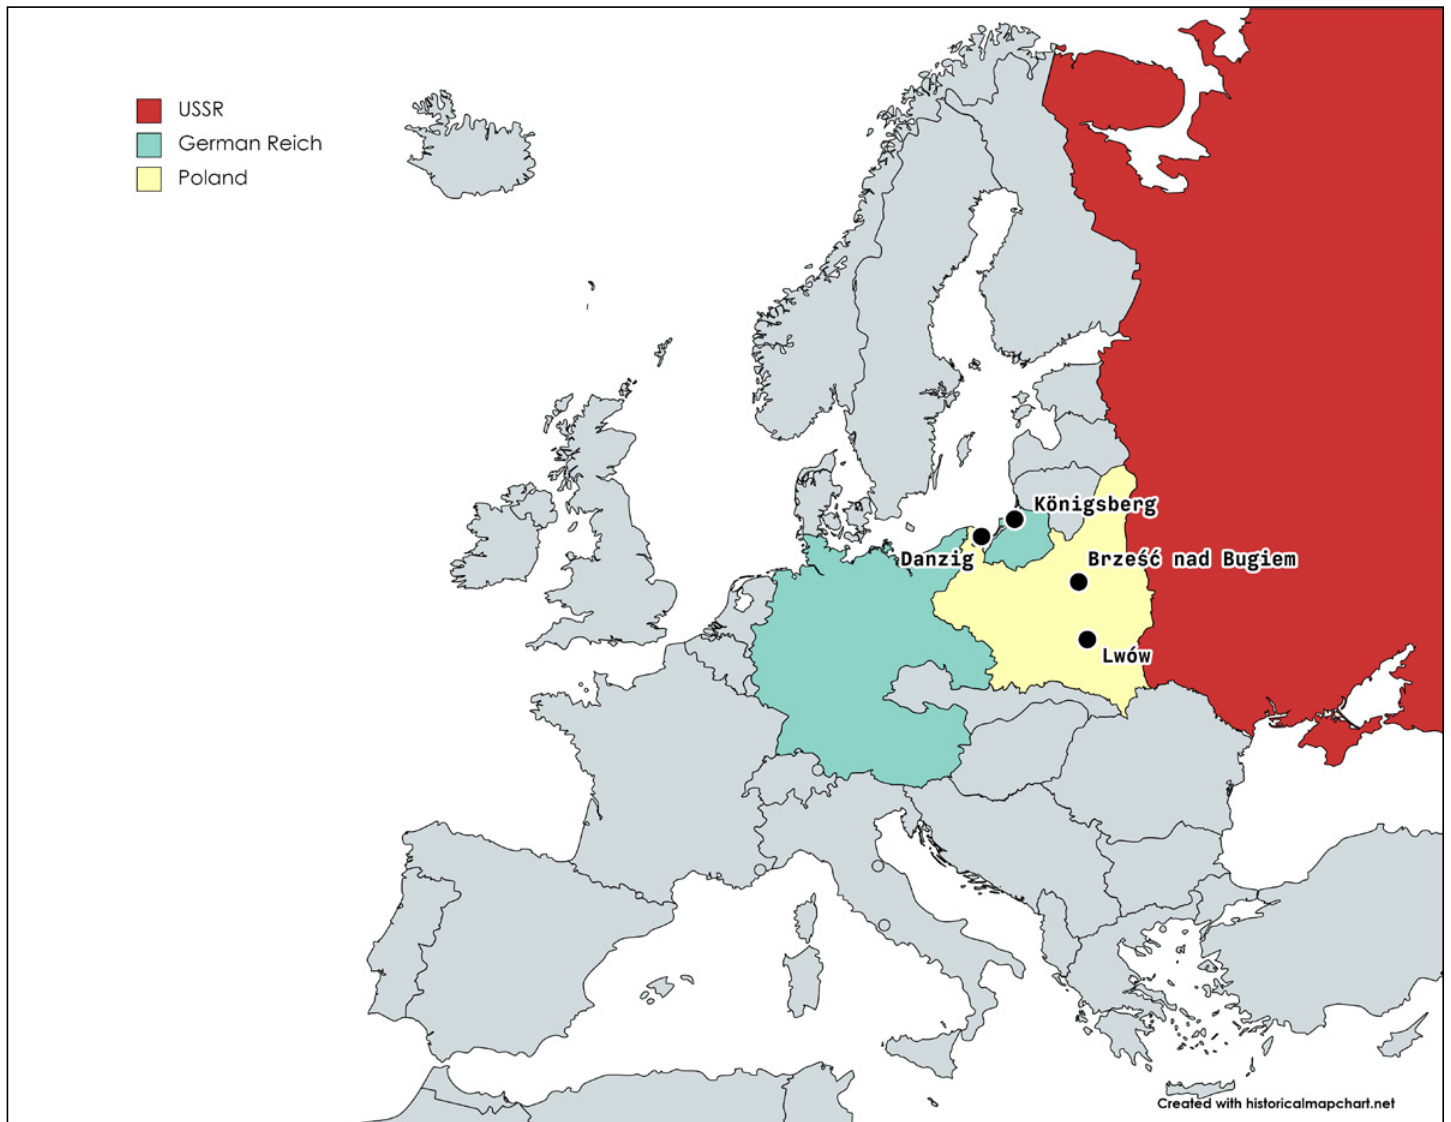 USSR
German Reich
Poland
Königsberg
Danzig
Brześć nad Bugiem
Lwów
Created with historicalmapchart.net